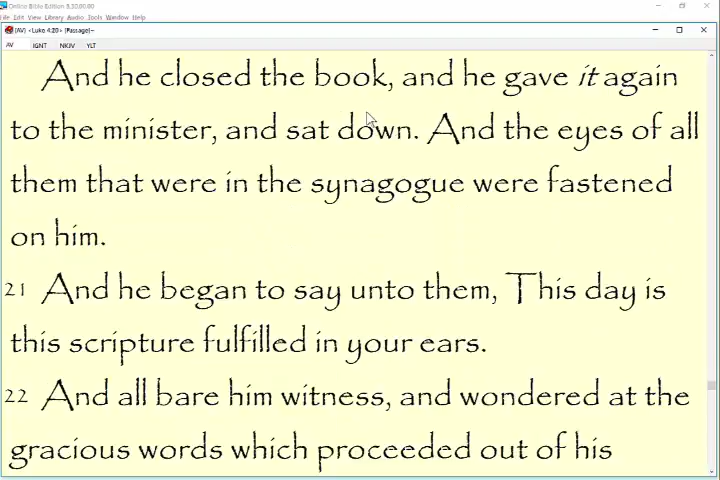 Online Bible Edition 5.10.00.00
File Edit View Library Audio Tools Window Help
(AV) <Luke 4:20> (Passage)~
AV IGNT NKJV YLT
And he closed the book, and he gave it again
to the minister, and sat down. And the eyes of all
them that were in the synagogue were fastened
on him.
21 And he began to say unto them, This day is
this scripture fulfilled in your ears.
22 And all bare him witness, and wondered at the
gracious words which proceeded out of his